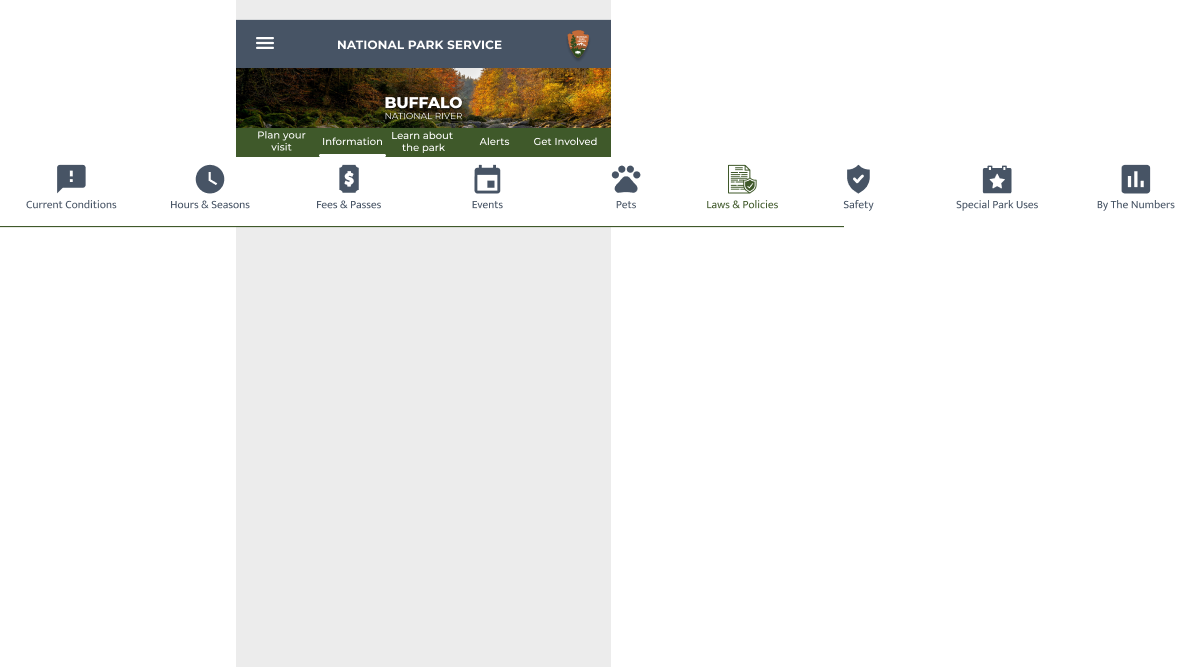 NATIONAL PARK SERVICE
BUFFALO
NATIONAL RIVER
Plan your
visit
Information
Learn about
the park
Alerts
Get Involved
Current Conditions
Hours & Seasons
Fees & Passes
Events
Pets
Laws & Policies
Safety
Special Park Uses
By The Numbers